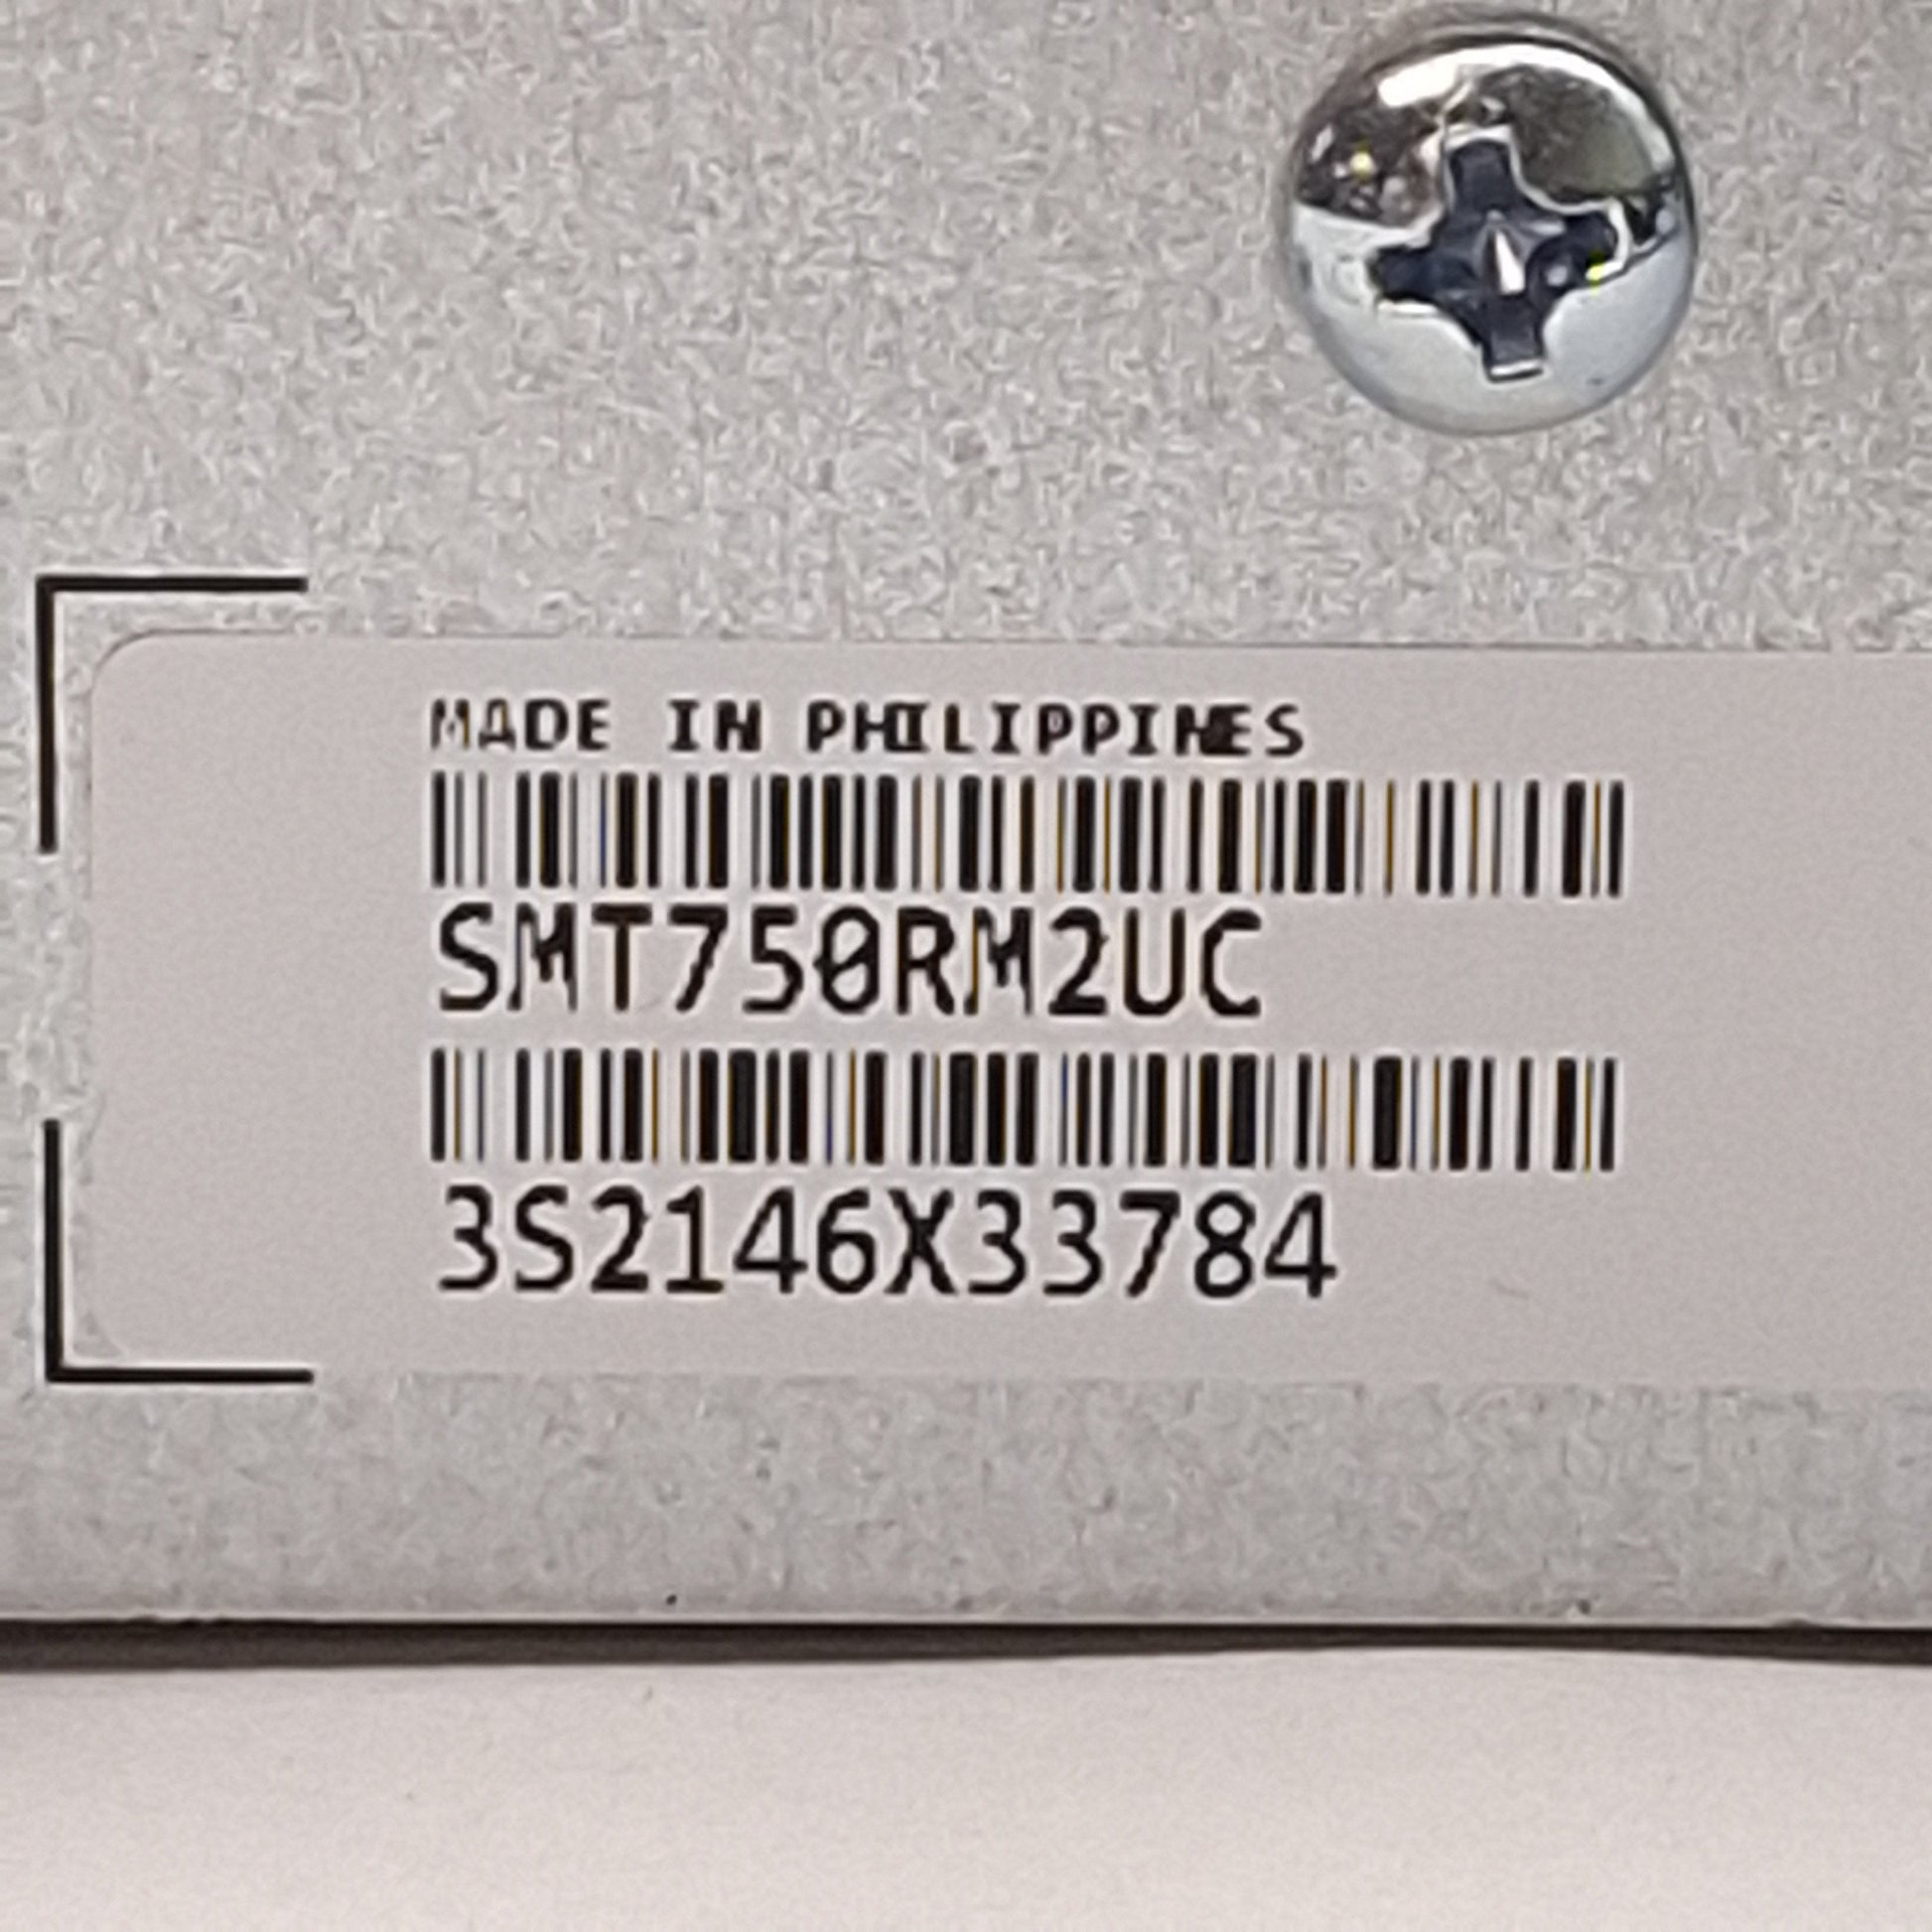 MADE IN PHILIPPINES
SMT750RM2UC
3S2146X33784